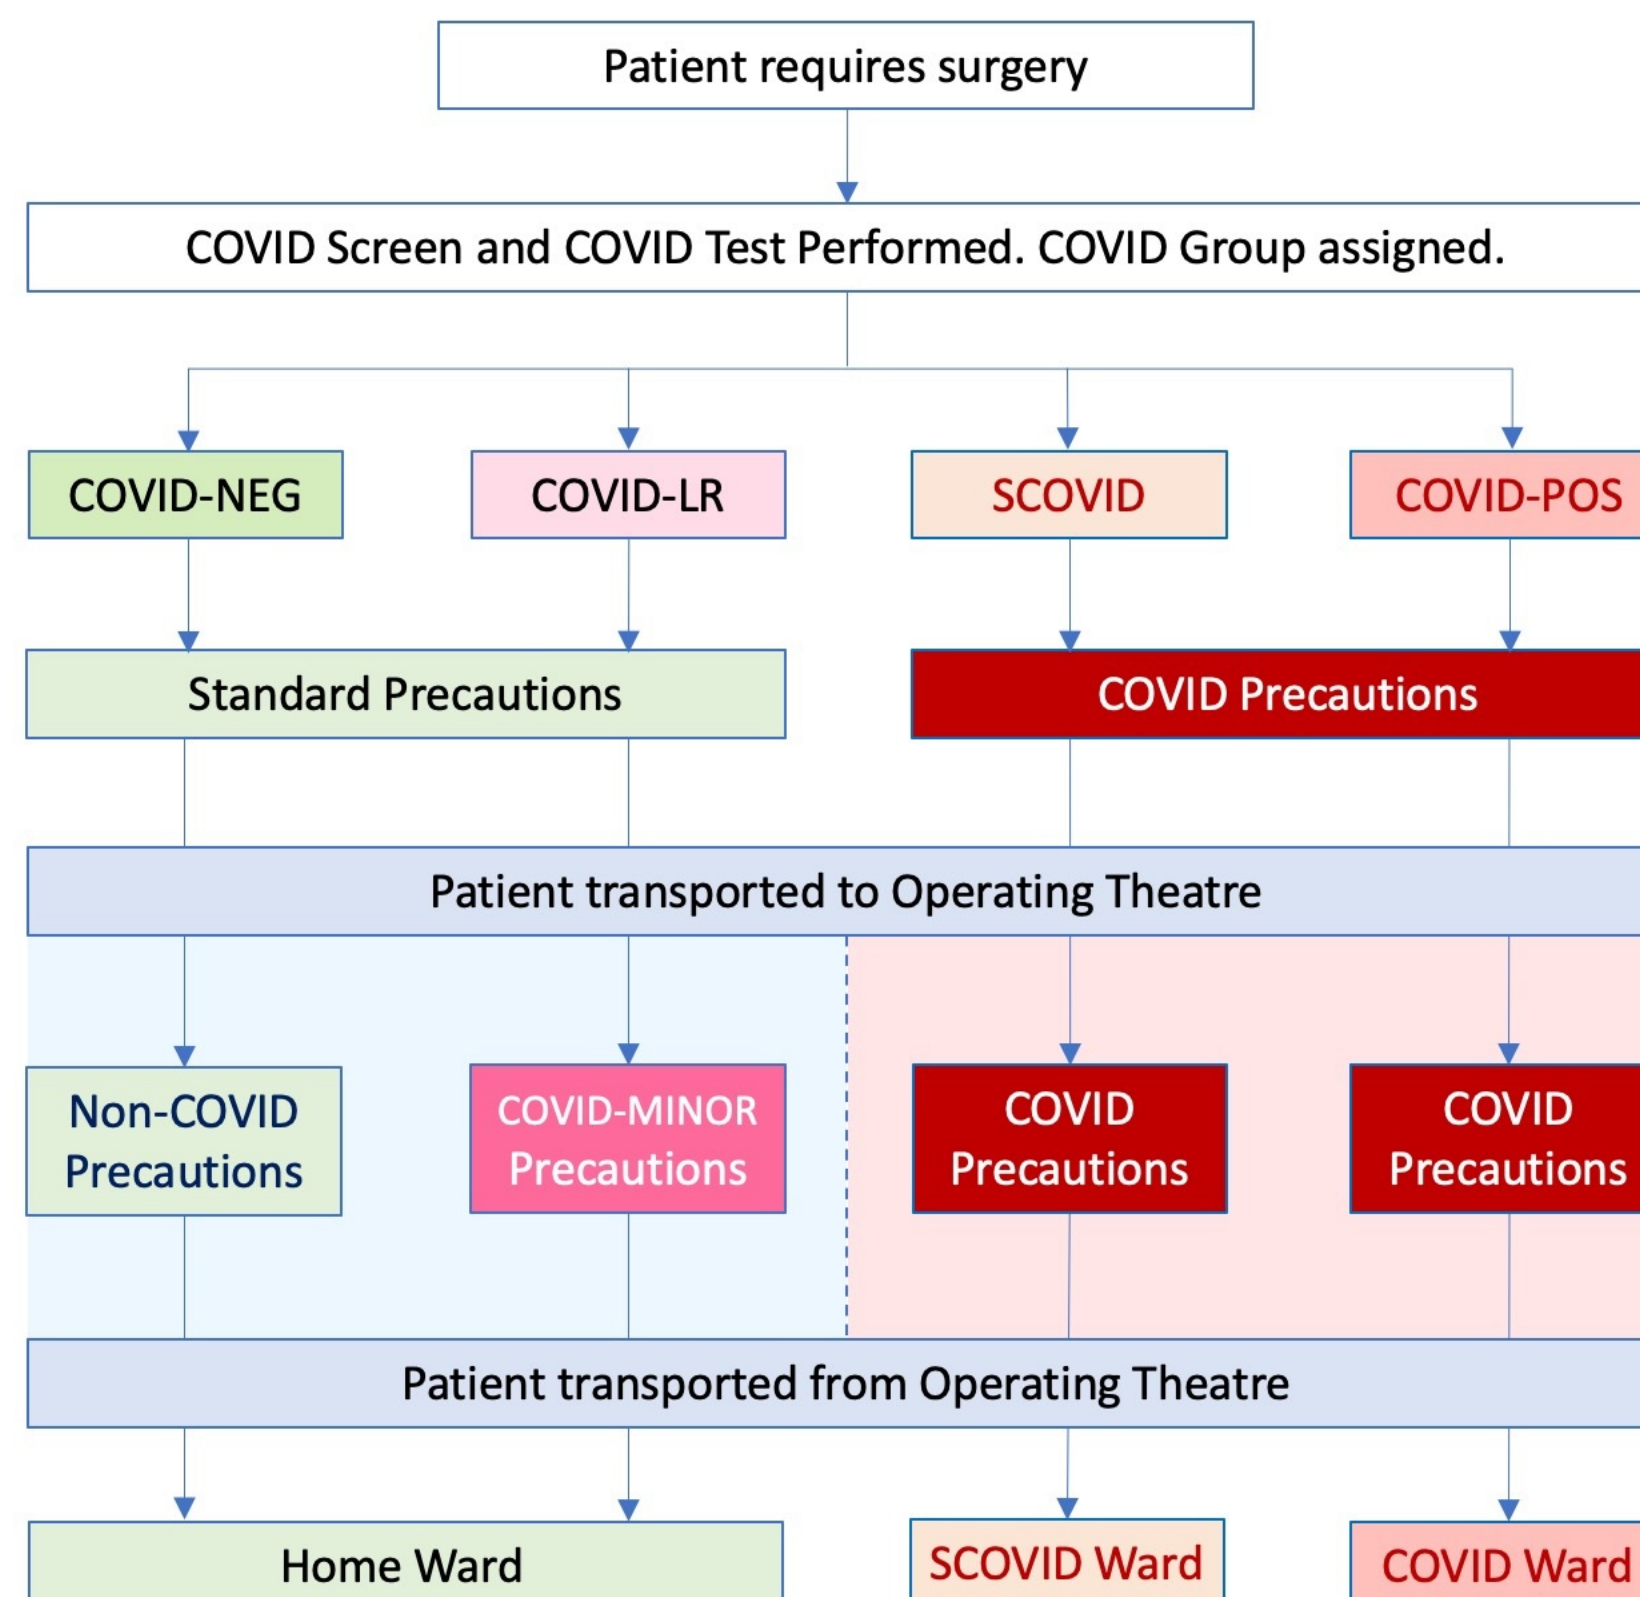 Patient requires surgery
COVID Screen and COVID Test Performed. COVID Group assigned.
COVID-NEG
COVID-LR
SCOVID
COVID-POS
Standard Precautions
COVID Precautions
Patient transported to Operating Theatre
Non-COVID
Precautions
COVID-MINOR
Precautions
COVID
Precautions
COVID
Precautions
Patient transported from Operating Theatre
Home Ward
SCOVID Ward
COVID Ward